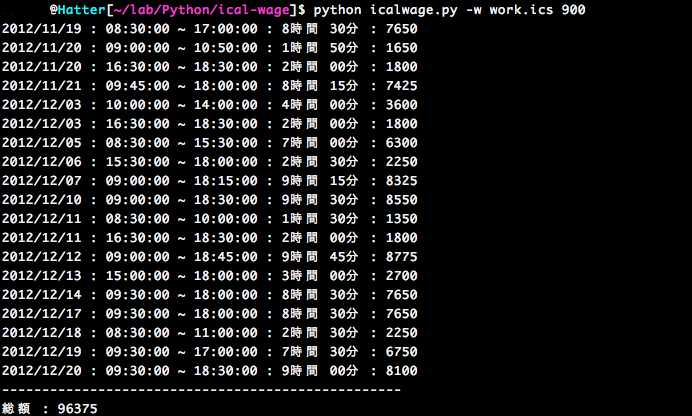 @Hatter[~/lab/Python/ical-wage]$ python icalwage.py -w work.ics 900
2012/11/19 : 08:30:00 ~ 17:00:00 : 8時間 30分 : 7650
2012/11/20 : 09:00:00 ~ 10:50:00 : 1時間 50分 : 1650
2012/11/20 : 16:30:00 ~ 18:30:00 : 2時間 00分 : 1800
2012/11/21 : 09:45:00 ~ 18:00:00 : 8時間 15分 : 7425
2012/12/03 : 10:00:00 ~ 14:00:00 : 4時間 00分 : 3600
2012/12/03 : 16:30:00 ~ 18:30:00 : 2時間 00分 : 1800
2012/12/05 : 08:30:00 ~ 15:30:00 : 7時間 00分 : 6300
2012/12/06 : 15:30:00 ~ 18:00:00 : 2時間 30分 : 2250
2012/12/07 : 09:00:00 ~ 18:15:00 : 9時間 15分 : 8325
2012/12/10 : 09:00:00 ~ 18:30:00 : 9時間 30分 : 8550
2012/12/11 : 08:30:00 ~ 10:00:00 : 1時間 30分 : 1350
2012/12/11 : 16:30:00 ~ 18:30:00 : 2時間 00分 : 1800
2012/12/12 : 09:00:00 ~ 18:45:00 : 9時間 45分 : 8775
2012/12/13 : 15:00:00 ~ 18:00:00 : 3時間 00分 : 2700
2012/12/14 : 09:30:00 ~ 18:00:00 : 8時間 30分 : 7650
2012/12/17 : 09:30:00 ~ 18:00:00 : 8時間 30分 : 7650
2012/12/18 : 08:30:00 ~ 11:00:00 : 2時間 30分 : 2250
2012/12/19 : 09:30:00 ~ 17:00:00 : 7時間 30分 : 6750
2012/12/20 : 09:30:00 ~ 18:30:00 : 9時間 00分 : 8100
---------------------------------------------------
総額 : 96375